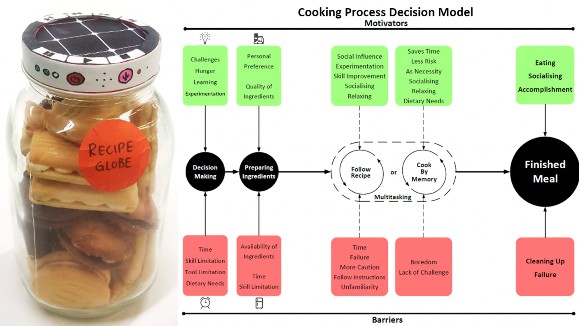 Cooking Process Decision Model
Motivators
RECIPE
GLOBE
Challenges
Hunger
Learning
Experimentation
Personal
Preference
Quality of
Ingredients
Social Influence
Experimentation
Skill Improvement
Socialising
Relaxing
Saves Time
Less Risk
As Necessity
Socialising
Relaxing
Dietary Needs
Eating
Socialising
Accomplishment
Decision
Making
Preparing
Ingredients
Follow
Recipe
or
Cook
By
Memory
Multitasking
Finished
Meal
Time
Skill Limitation
Tool Limitation
Dietary Needs
Availability of
Ingredients
Time
Skill Limitation
Time
Failure
More Caution
Follow Instructions
Unfamiliarity
Boredom
Lack of Challenge
Cleaning Up
Failure
Barriers